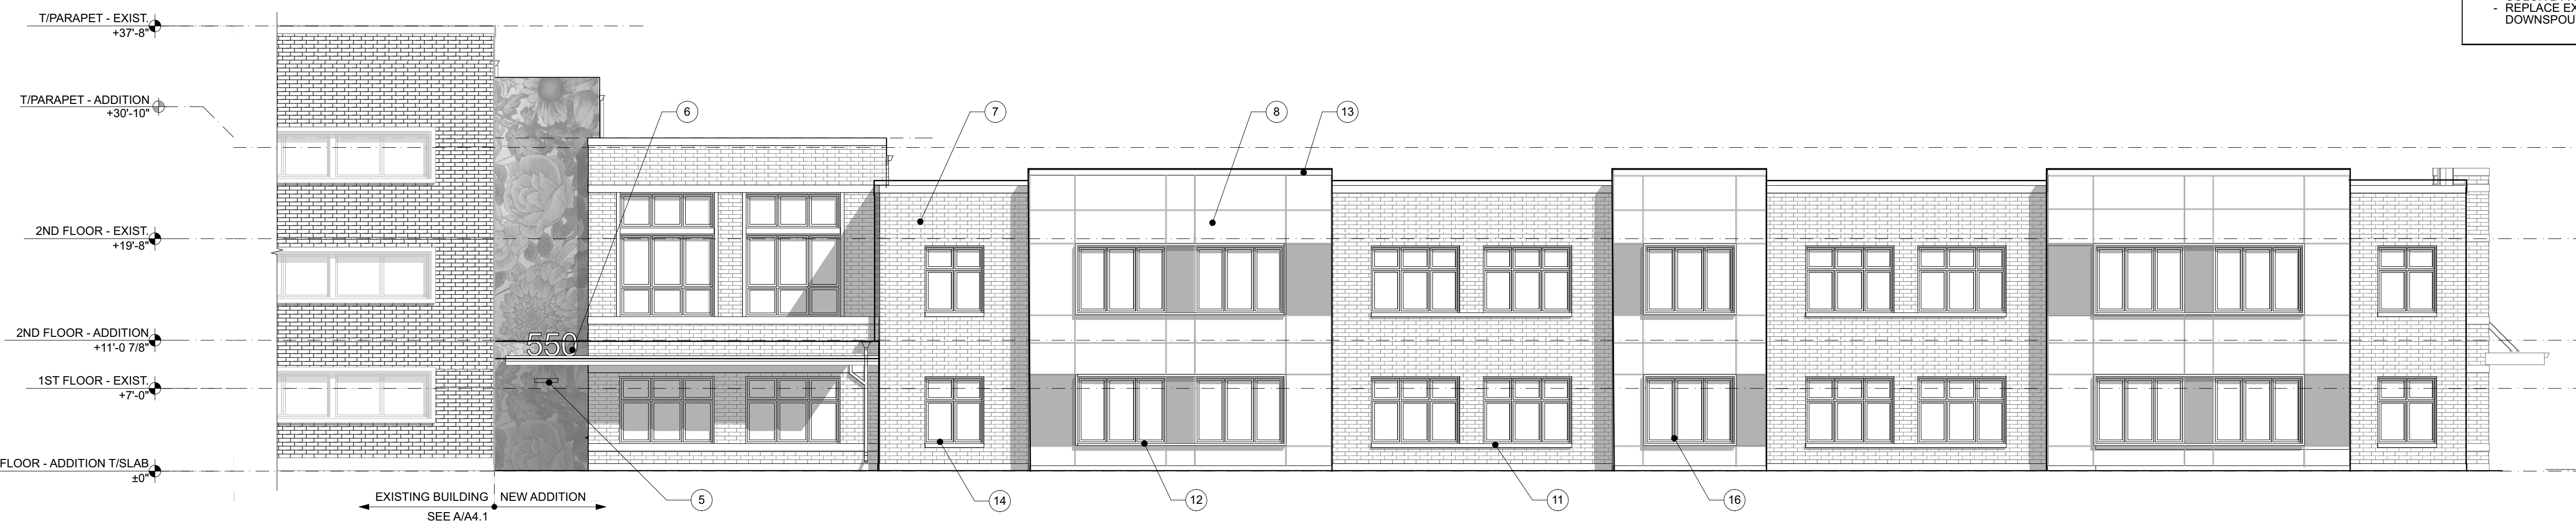 - REPLACE EX
DOWNSPOU
T/PARAPET - EXIST.
+37'-8"
T/PARAPET - ADDITION
+30'-10"
6
7
8
13
2ND FLOOR - EXIST.
+19'-8"
2ND FLOOR - ADDITION
+11'-0 7/8"
550
1ST FLOOR - EXIST.
+7'-0"
FLOOR - ADDITION T/SLAB
±0"
EXISTING BUILDING
NEW ADDITION
SEE A/A4.1
5
14
12
11
16